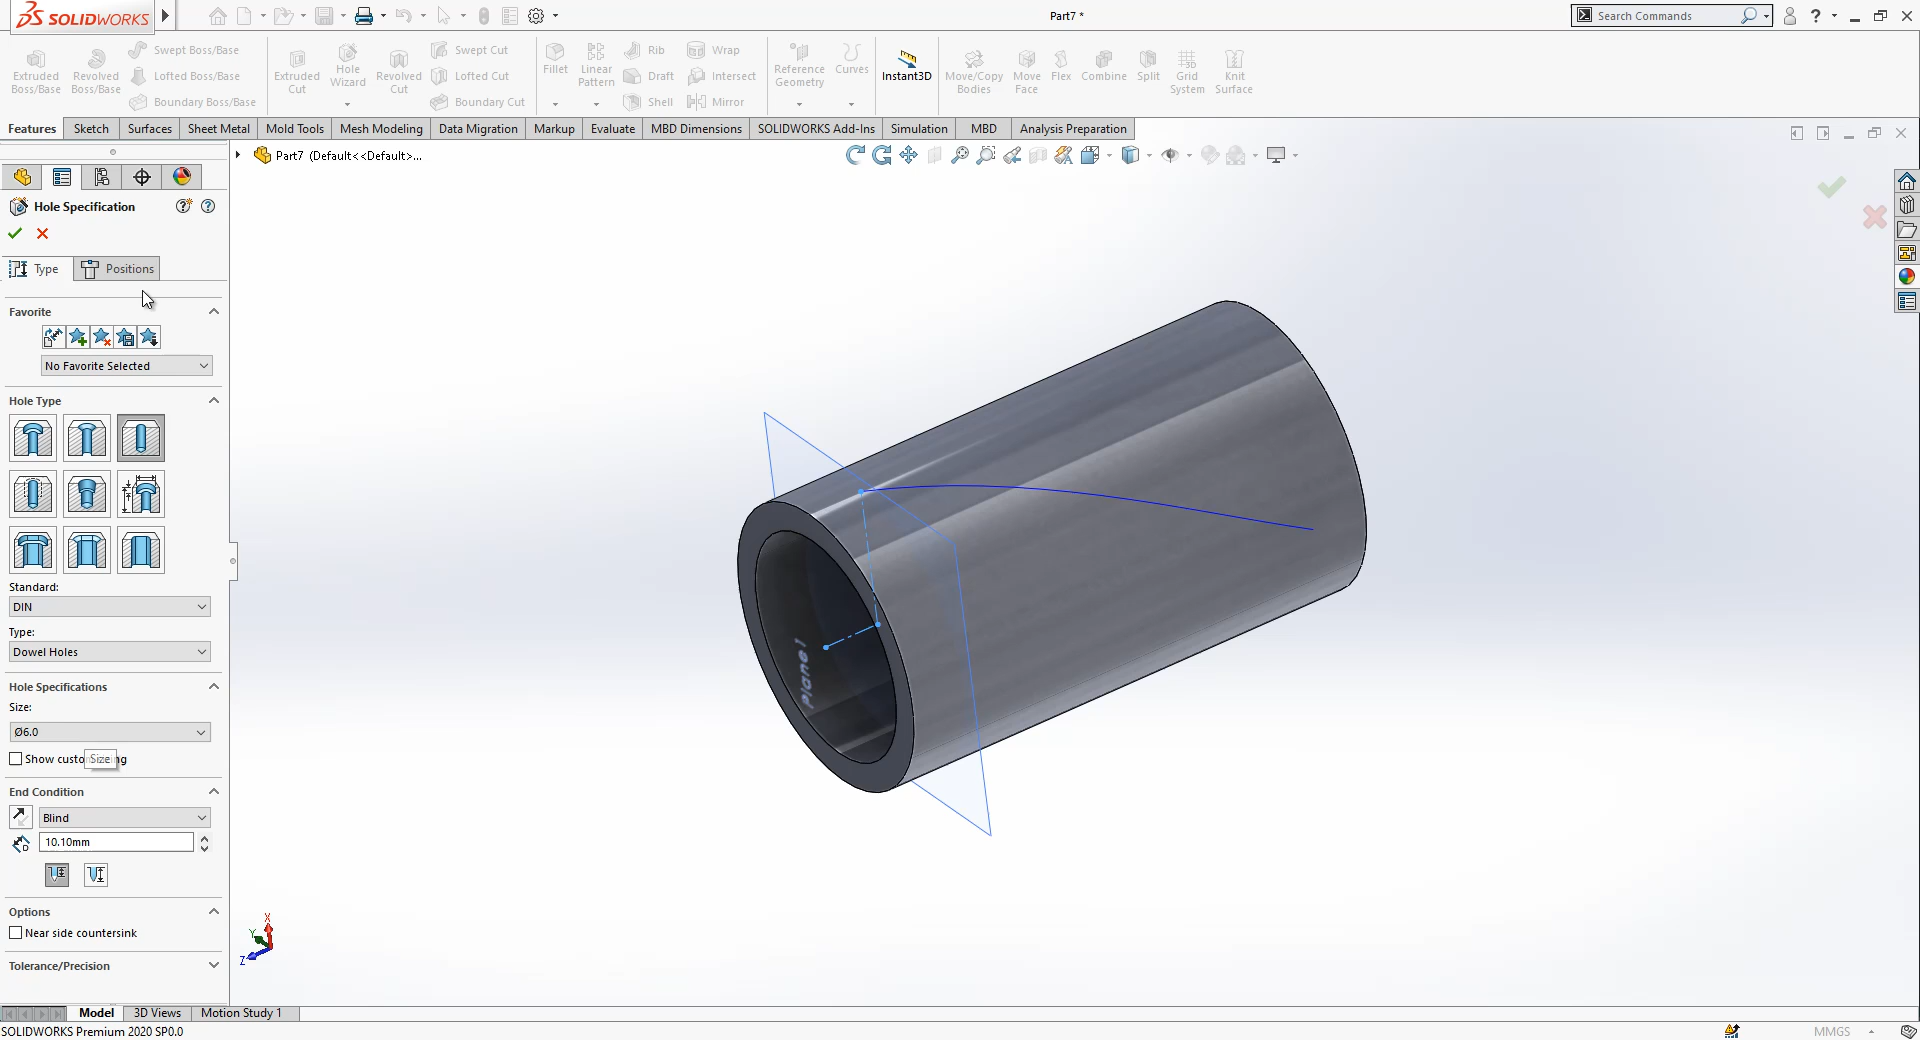 SOLIDWORKS
Part7 *
Search Commands
Extruded Boss/Base
Revolved Boss/Base
Swept Boss/Base
Lofted Boss/Base
Boundary Boss/Base
Extruded Cut
Hole Wizard
Revolved Cut
Swept Cut
Lofted Cut
Boundary Cut
Fillet
Linear Pattern
Rib
Draft
Shell
Wrap
Intersect
Mirror
Reference Geometry
Curves
Instant3D
Move/Copy Bodies
Move Face
Flex
Combine
Split
Grid System
Knit Surface
Features
Sketch
Surfaces
Sheet Metal
Mold Tools
Mesh Modeling
Data Migration
Markup
Evaluate
MBD Dimensions
SOLIDWORKS Add-Ins
Simulation
MBD
Analysis Preparation
Part7 (Default<<Default>...
Hole Specification
Type
Positions
Favorite
No Favorite Selected
Hole Type
Standard:
DIN
Type:
Dowel Holes
Hole Specifications
Size:
Ø6.0
Show custo
Sizeing
End Condition
Blind
10.10mm
Options
Near side countersink
Tolerance/Precision
Plane1
X
Y
Z
Model
3D Views
Motion Study 1
SOLIDWORKS Premium 2020 SP0.0
MMGS